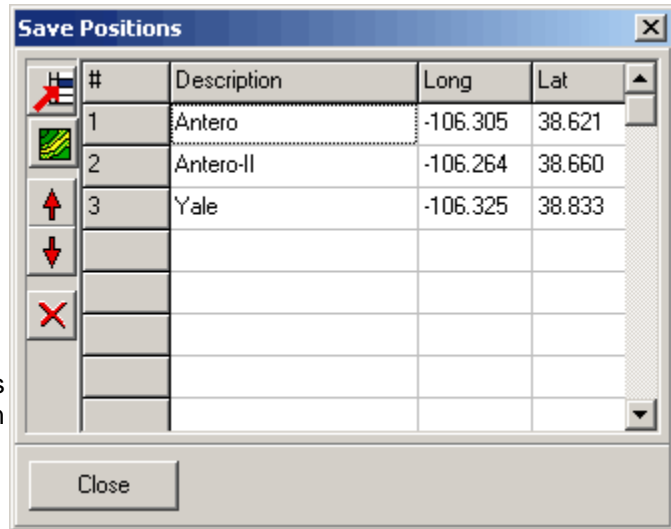 Save Positions
# Description Long Lat
1 Antero -106.305 38.621
2 Antero-II -106.264 38.660
3 Yale -106.325 38.833
s
n
Close